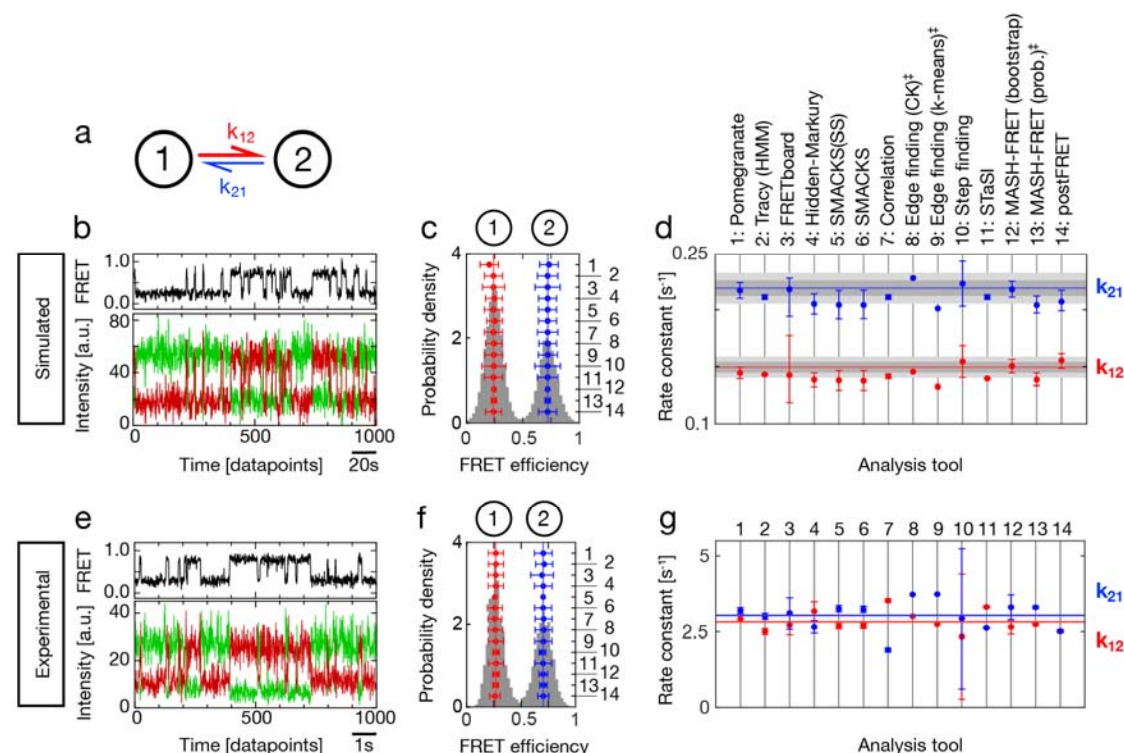 1: Pomegranate
2: Tracy (HMM)
3: FRETboard
4: Hidden-Markury
5: SMACKS(SS)
6: SMACKS
7: Correlation
8: Edge finding (CK)‡
9: Edge finding (k-means)‡
10: Step finding
11: STaSI
12: MASH-FRET (bootstrap)
13: MASH-FRET (prob.)‡
14: postFRET
a
1
k12
k21
2
b
Simulated
FRET
1.0
0.0
Intensity [a.u.]
80
40
0
0
500
1000
Time [datapoints]
20s
c
1
2
Probability density
4
2
0
0
0.5
1
FRET efficiency
1
2
3
4
5
6
7
8
9
10
11
12
13
14
d
Rate constant [s-1]
0.25
0.1
k21
k12
Analysis tool
e
Experimental
FRET
1.0
0.0
Intensity [a.u.]
40
20
0
0
500
1000
Time [datapoints]
1s
f
1
2
Probability density
4
2
0
0
0.5
1
FRET efficiency
1
2
3
4
5
6
7
8
9
10
11
12
13
14
g
1 2 3 4 5 6 7 8 9 10 11 12 13 14
Rate constant [s-1]
5
2.5
0
k21
k12
Analysis tool